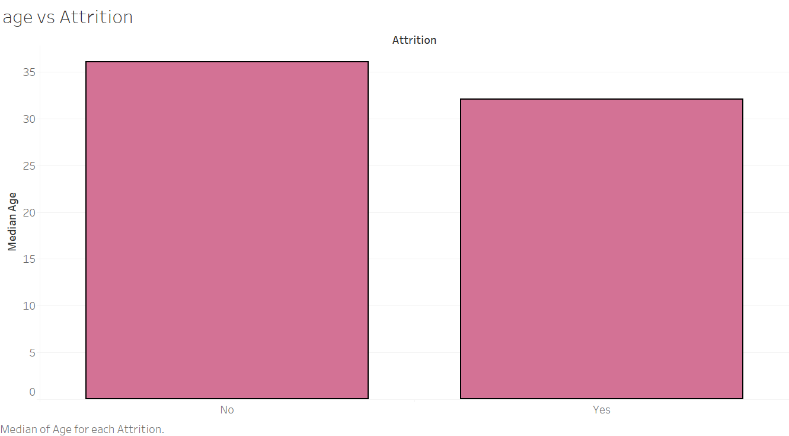 age vs Attrition
Attrition
35
30
25
20
15
10
5
0
Median Age
No
Yes
Median of Age for each Attrition.